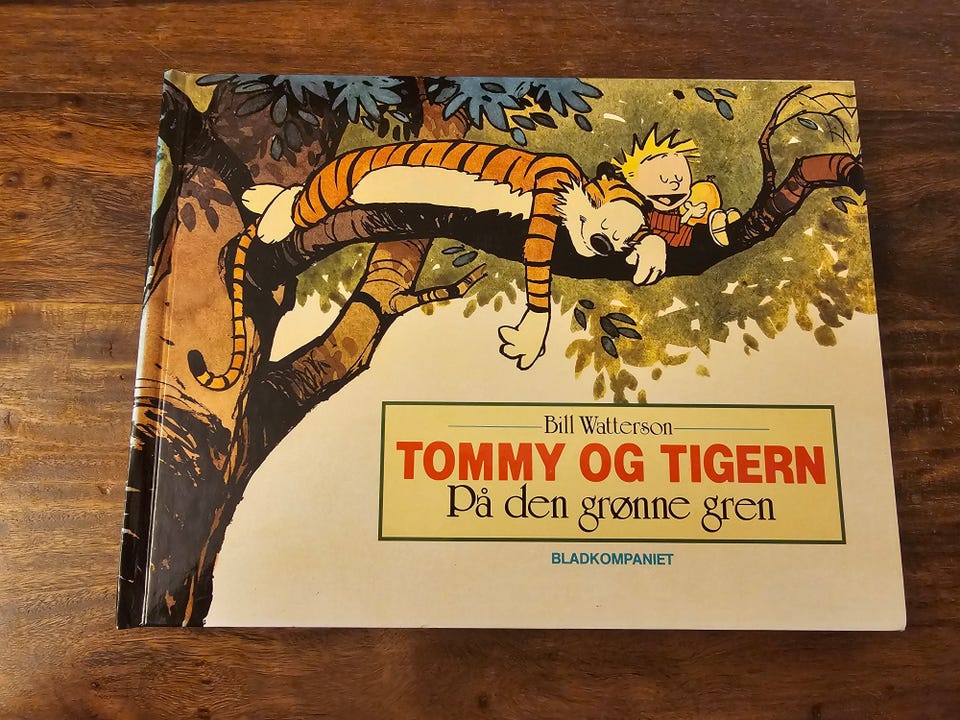 Bill Watterson
TOMMY OG TIGERN
På den grønne gren
BLADKOMPANIET